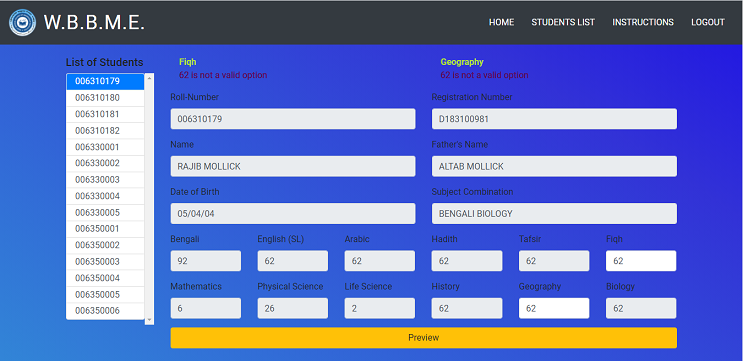 W.B.B.M.E.
HOME STUDENTS LIST INSTRUCTIONS LOGOUT
List of Students
006310179
006310180
006310181
006310182
006330001
006330002
006330003
006330004
006330005
006350001
006350002
006350003
006350004
006350005
006350006
Fiqh Geography
62 is not a valid option 62 is not a valid option
Roll-Number Registration Number
006310179 D183100981
Name Father's Name
RAJIB MOLLICK ALTAB MOLLICK
Date of Birth Subject Combination
05/04/04 BENGALI BIOLOGY
Bengali English (SL) Arabic Hadith Tafsir Fiqh
92 62 62 62 62 62
Mathematics Physical Science Life Science History Geography Biology
6 26 2 62 62 62
Preview